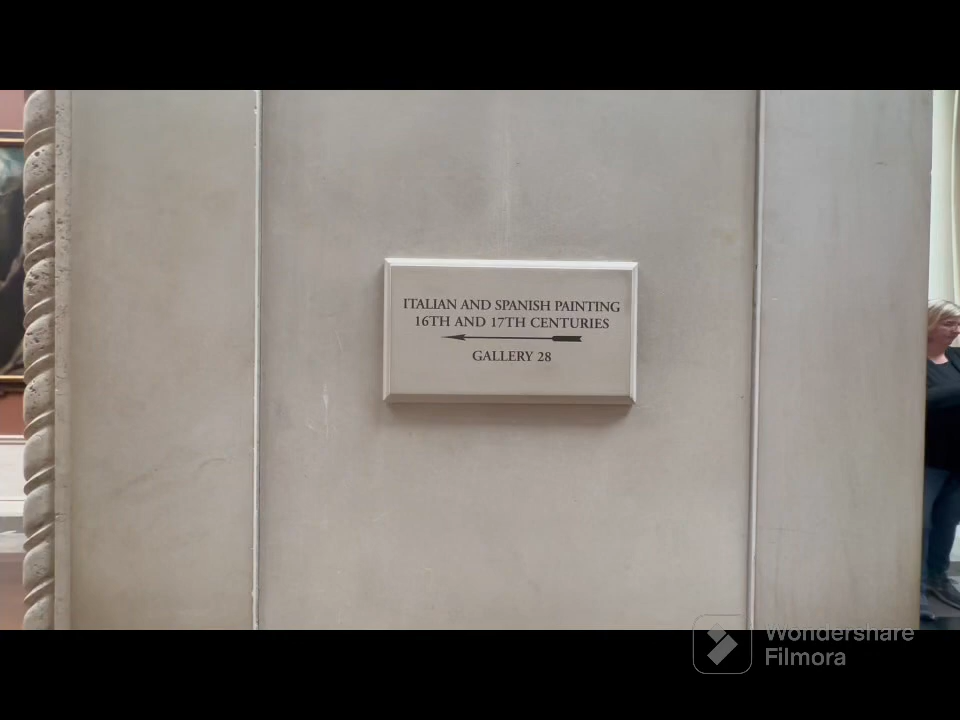 ITALIAN AND SPANISH PAINTING
16TH AND 17TH CENTURIES
GALLERY 28
Wondershare
Filmora